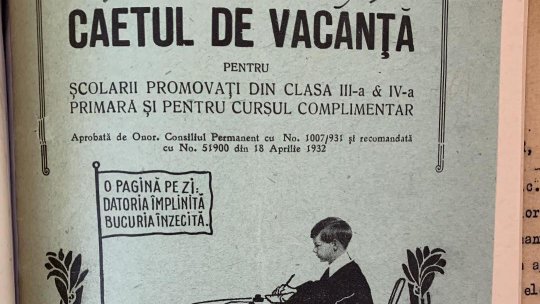 CAETUL DE VACANȚĂ
PENTRU
ȘCOLARII PROMOVAȚI DIN CLASA III-a & IV-a
PRIMARĂ ȘI PENTRU CURSUL COMPLIMENTAR
Aprobată de Onor. Consiliul Permanent cu No. 1007/931 și recomandată
cu No. 51900 din 18 Aprilie 1932
O PAGINĂ PE ZI:
DATORIA ÎMPLINITĂ
BUCURIA ÎNZECITĂ.